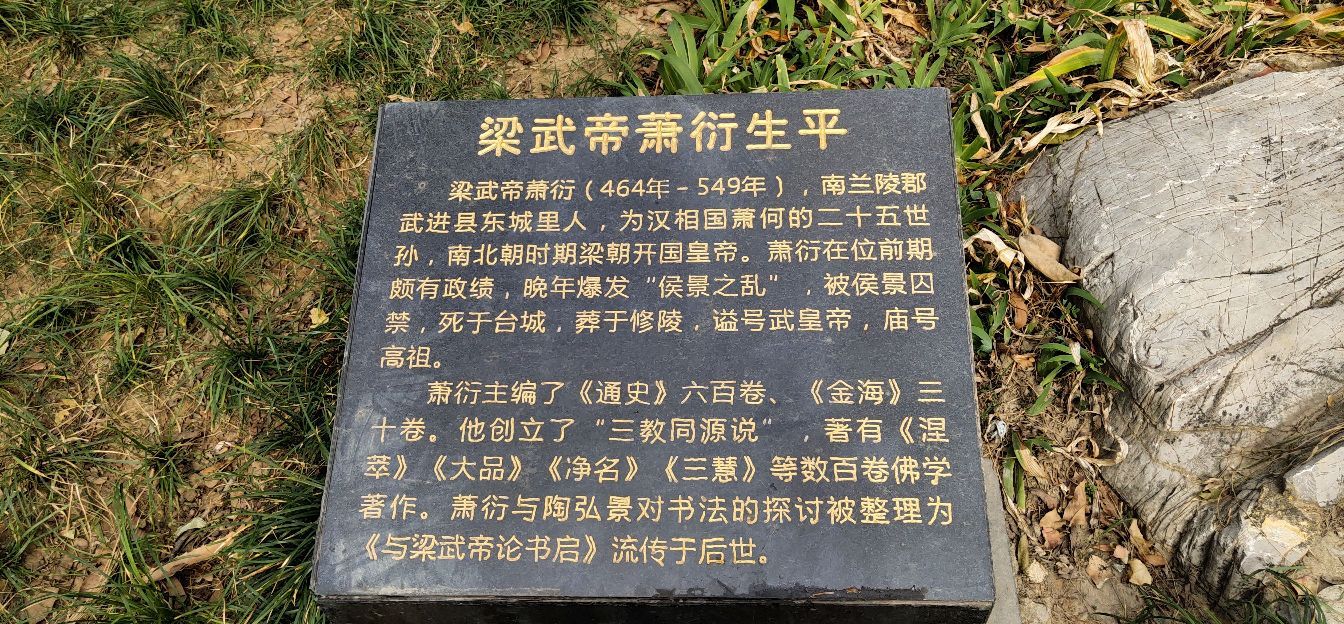 梁武帝萧衍生平
梁武帝萧衍（464年－549年），南兰陵郡
武进县东城里人，为汉相国萧何的二十五世
孙，南北朝时期梁朝开国皇帝。萧衍在位前期
颇有政绩，晚年爆发“侯景之乱”，被侯景囚
禁，死于台城，葬于修陵，谥号武皇帝，庙号
高祖。
萧衍主编了《通史》六百卷、《金海》三
十卷。他创立了“三教同源说”，著有《涅
萃》《大品》《净名》《三慧》等数百卷佛学
著作。萧衍与陶弘景对书法的探讨被整理为
《与梁武帝论书启》流传于后世。